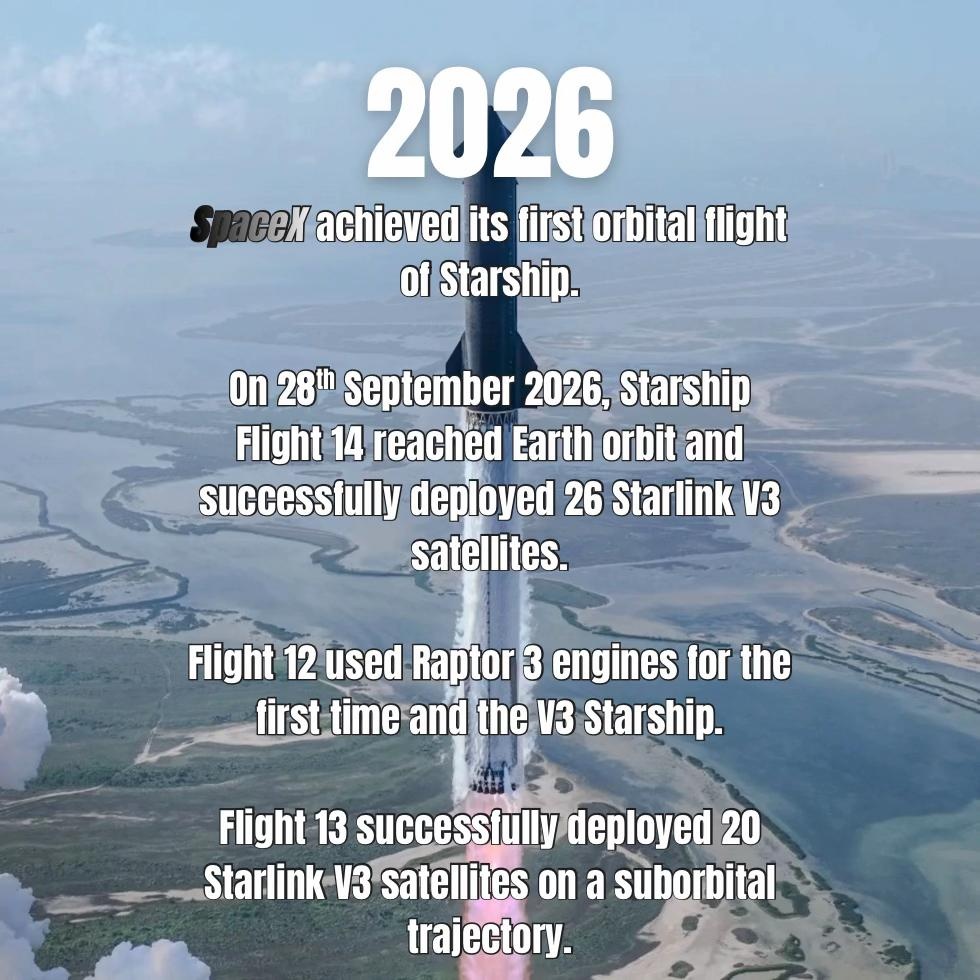 2026
SpaceX achieved its first orbital flight
of Starship.
On 28th September 2026, Starship
Flight 14 reached Earth orbit and
successfully deployed 26 Starlink V3
satellites.
Flight 12 used Raptor 3 engines for the
first time and the V3 Starship.
Flight 13 successfully deployed 20
Starlink V3 satellites on a suborbital
trajectory.